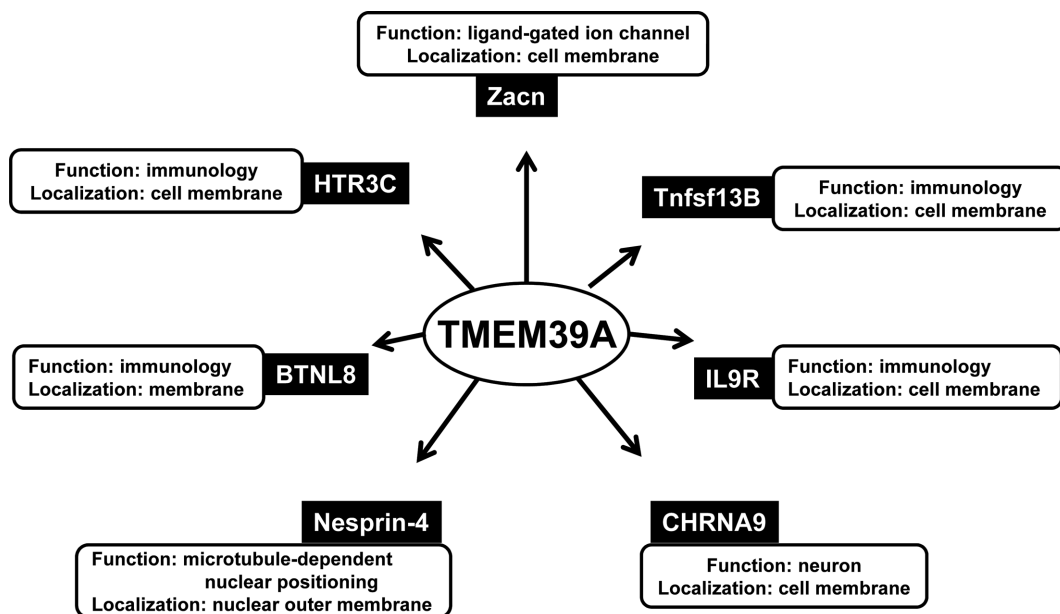 Function: ligand-gated ion channel
Localization: cell membrane
Zacn
Function: immunology
Localization: cell membrane
HTR3C
Tnfsf13B
Function: immunology
Localization: cell membrane
TMEM39A
Function: immunology
Localization: membrane
BTNL8
IL9R
Function: immunology
Localization: cell membrane
Nesprin-4
Function: microtubule-dependent
nuclear positioning
Localization: nuclear outer membrane
CHRNA9
Function: neuron
Localization: cell membrane